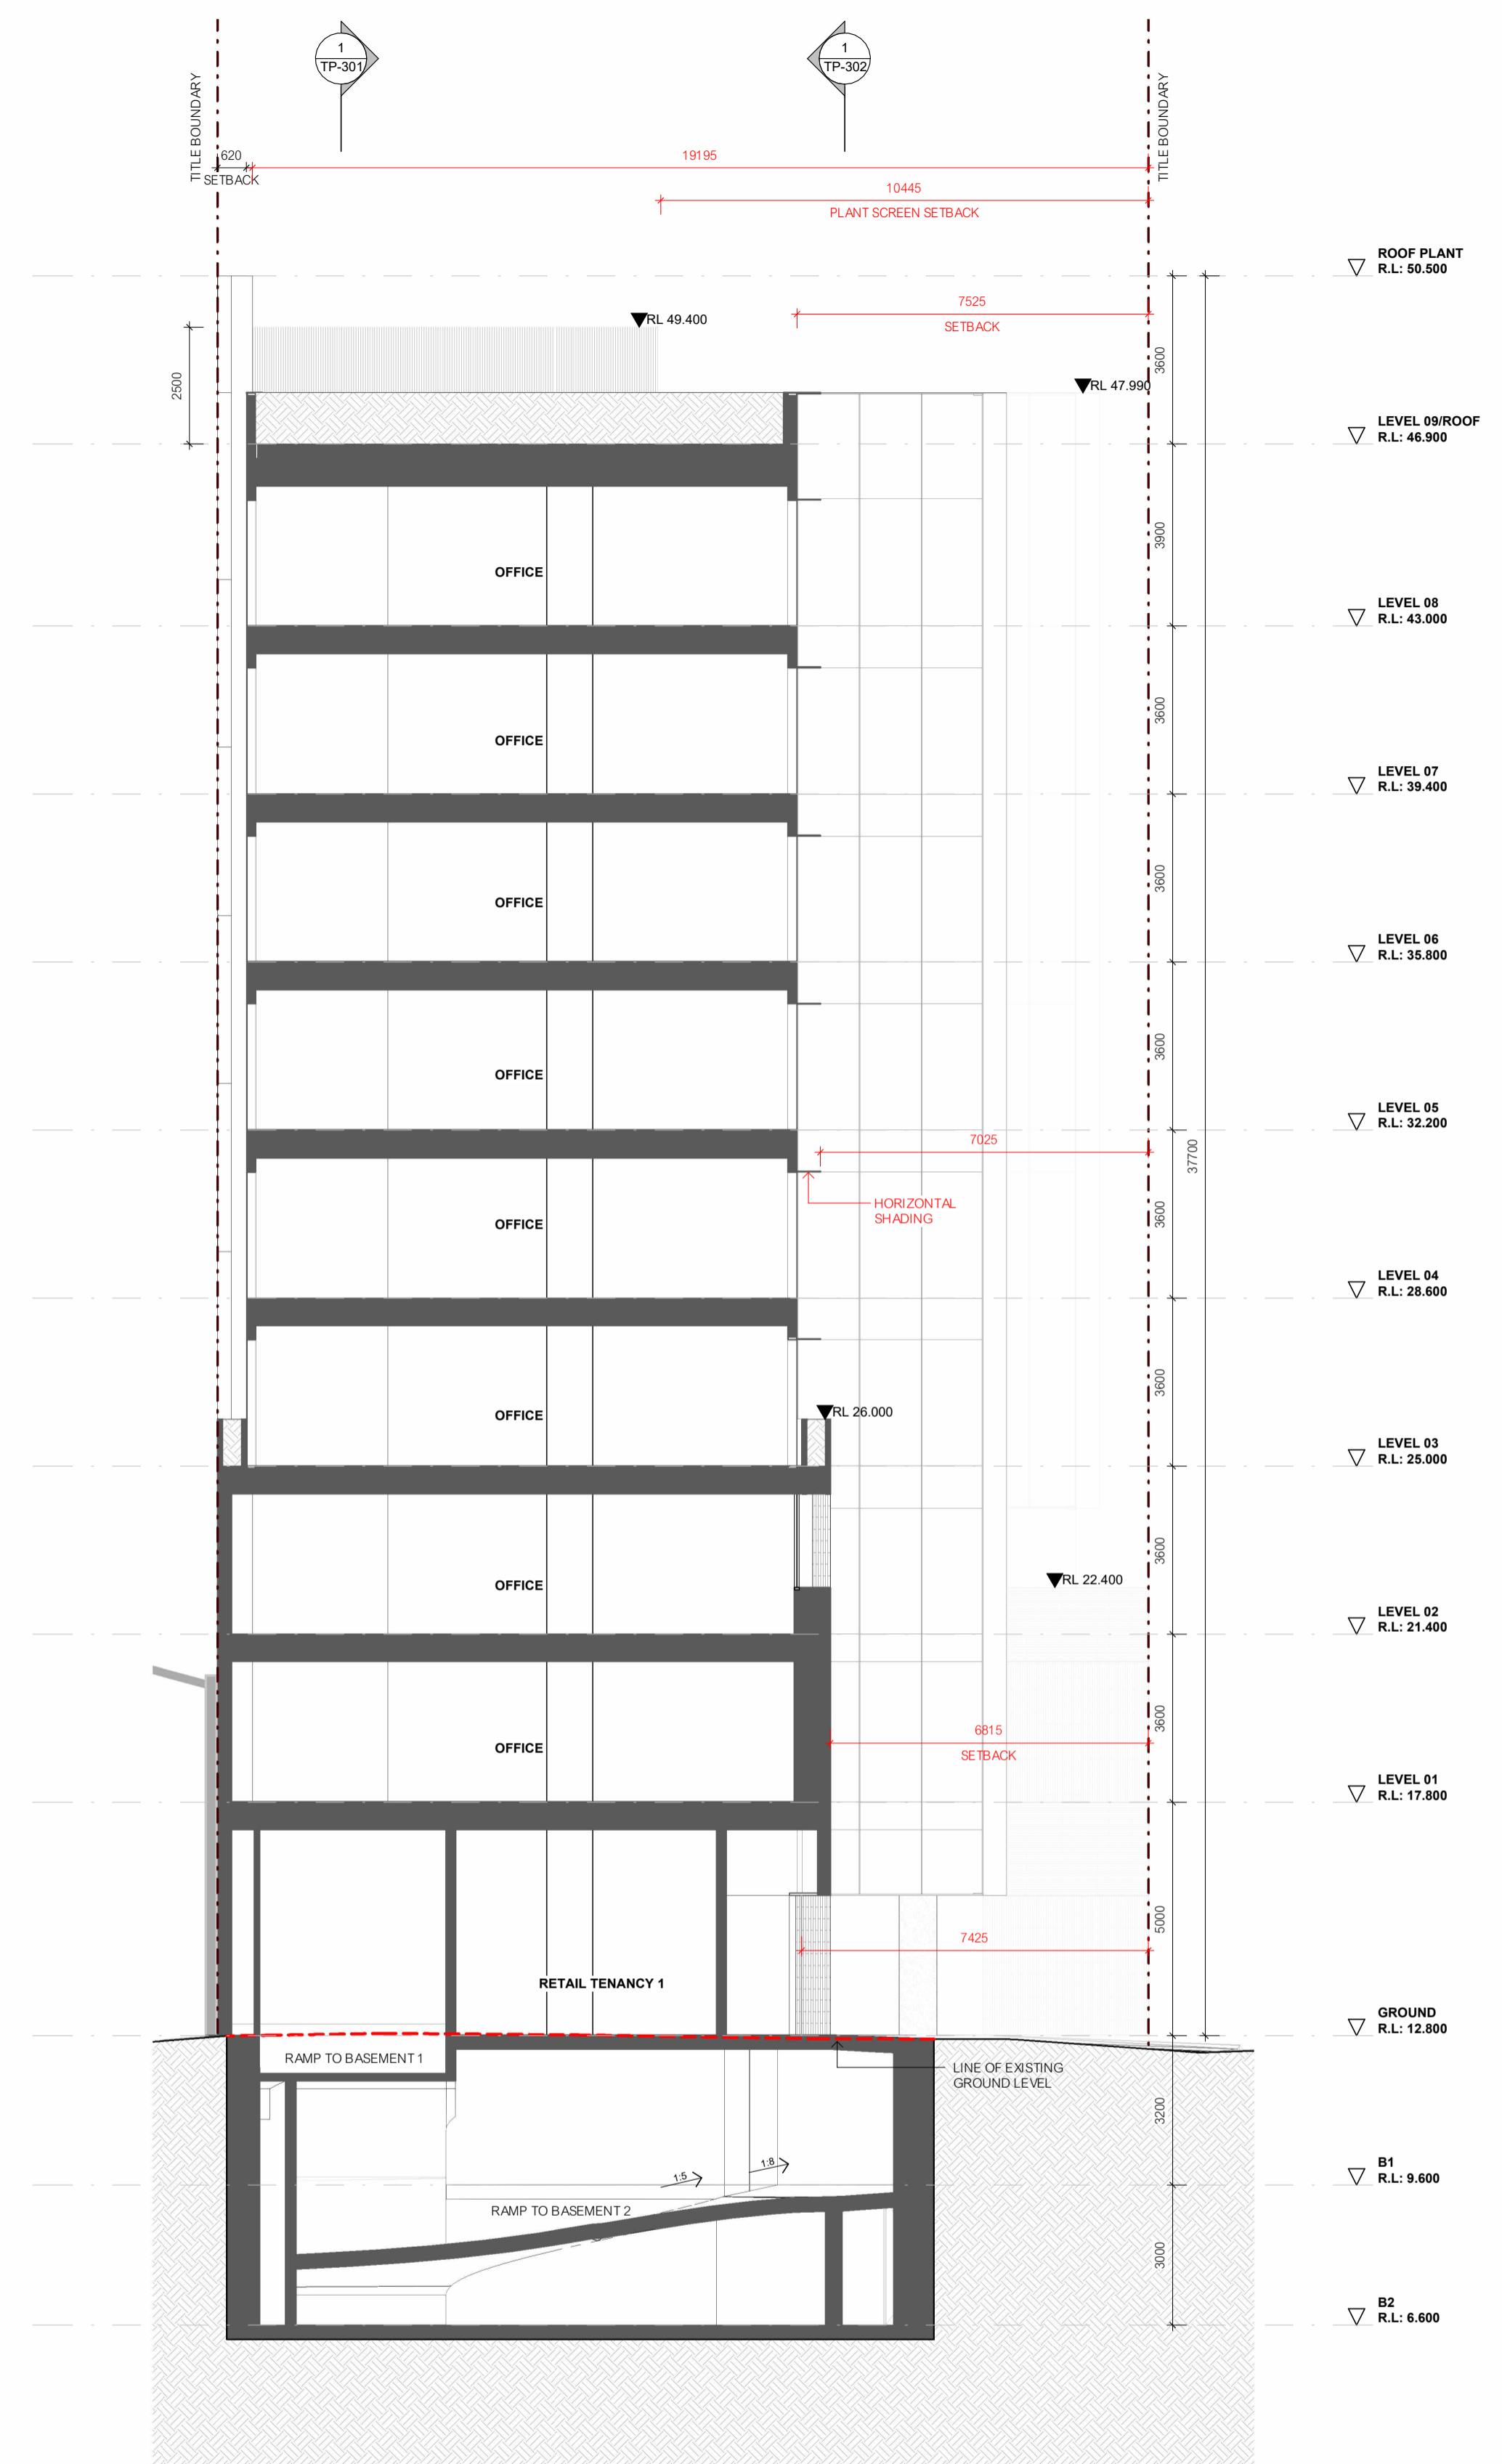 1
TP-301
1
TP-302
TITLE BOUNDARY
TITLE BOUNDARY
620
SETBACK
19195
10445
PLANT SCREEN SETBACK
ROOF PLANT
R.L: 50.500
7525
SETBACK
RL 49.400
3600
2500
RL 47.990
LEVEL 09/ROOF
R.L: 46.900
3900
OFFICE
LEVEL 08
R.L: 43.000
3600
OFFICE
LEVEL 07
R.L: 39.400
3600
OFFICE
LEVEL 06
R.L: 35.800
3600
OFFICE
LEVEL 05
R.L: 32.200
7025
37700
HORIZONTAL
SHADING
3600
OFFICE
LEVEL 04
R.L: 28.600
3600
RL 26.000
OFFICE
LEVEL 03
R.L: 25.000
3600
RL 22.400
OFFICE
LEVEL 02
R.L: 21.400
3600
6815
SETBACK
OFFICE
LEVEL 01
R.L: 17.800
5000
7425
RETAIL TENANCY 1
GROUND
R.L: 12.800
RAMP TO BASEMENT 1
LINE OF EXISTING
GROUND LEVEL
3200
1:5
1:8
B1
R.L: 9.600
RAMP TO BASEMENT 2
3000
B2
R.L: 6.600